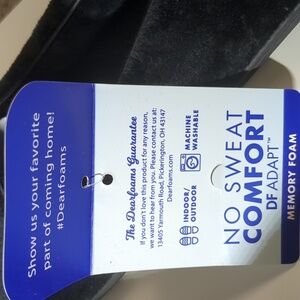 Show us your favorite
part of coming home!
#Dearfoams
The Dearfoams Guarantee
If you don't love this product for any reason,
we want to hear from you. Please contact us at:
13405 Yarmouth Road, Pickerington, OH 43147
Dearfoams.com
INDOOR/
OUTDOOR
MACHINE
WASHABLE
NO SWEAT
COMFORT
DF ADAPT™
MEMORY FOAM